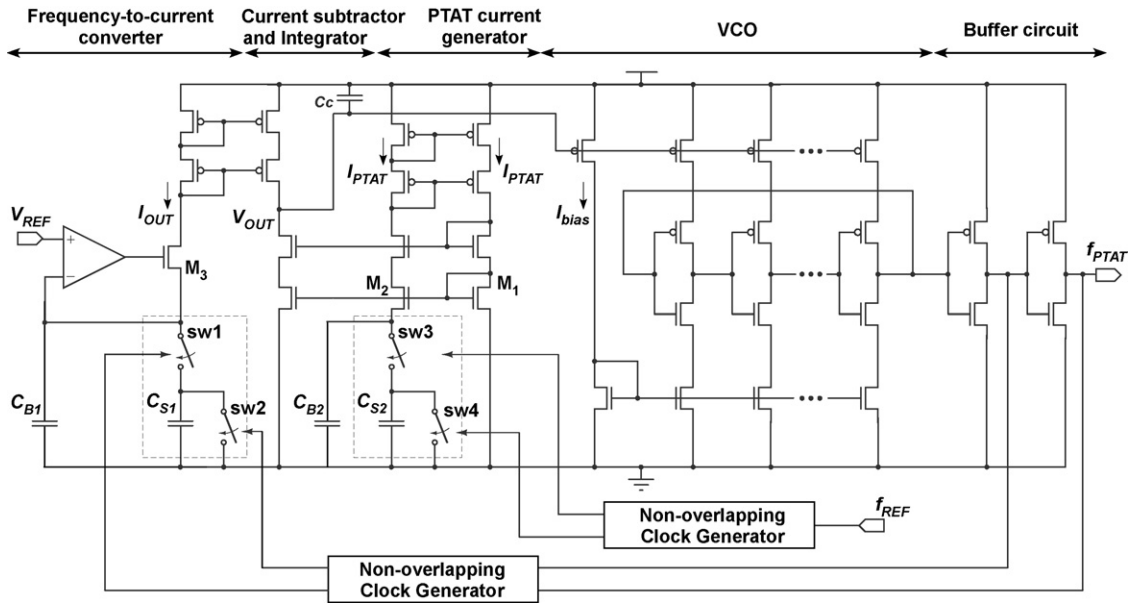 Frequency-to-current
converter
Current subtractor
and Integrator
PTAT current
generator
VCO
Buffer circuit
Cc
IPTAT
IPTAT
IOUT
VOUT
Ibias
VREF
+
−
M3
M2
M1
fPTAT
sw1
sw3
CB1
CS1
sw2
CB2
CS2
sw4
Non-overlapping
Clock Generator
fREF
Non-overlapping
Clock Generator